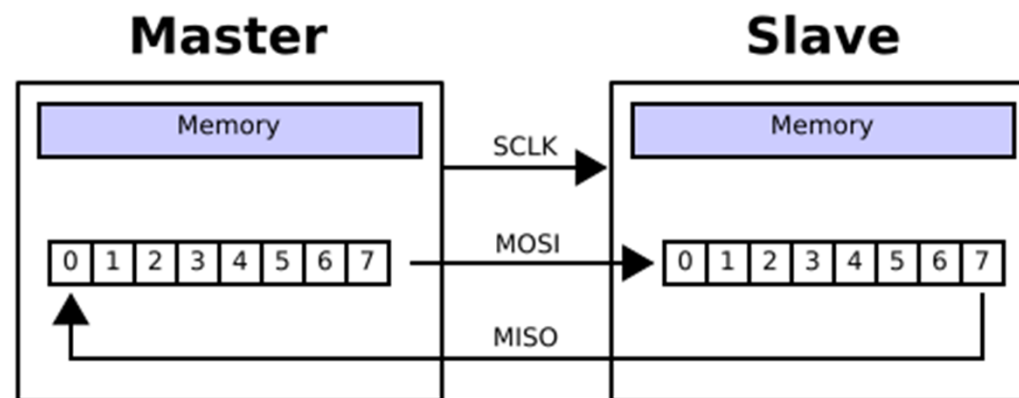 Master
Slave
Memory
Memory
SCLK
MOSI
0 1 2 3 4 5 6 7
0 1 2 3 4 5 6 7
MISO